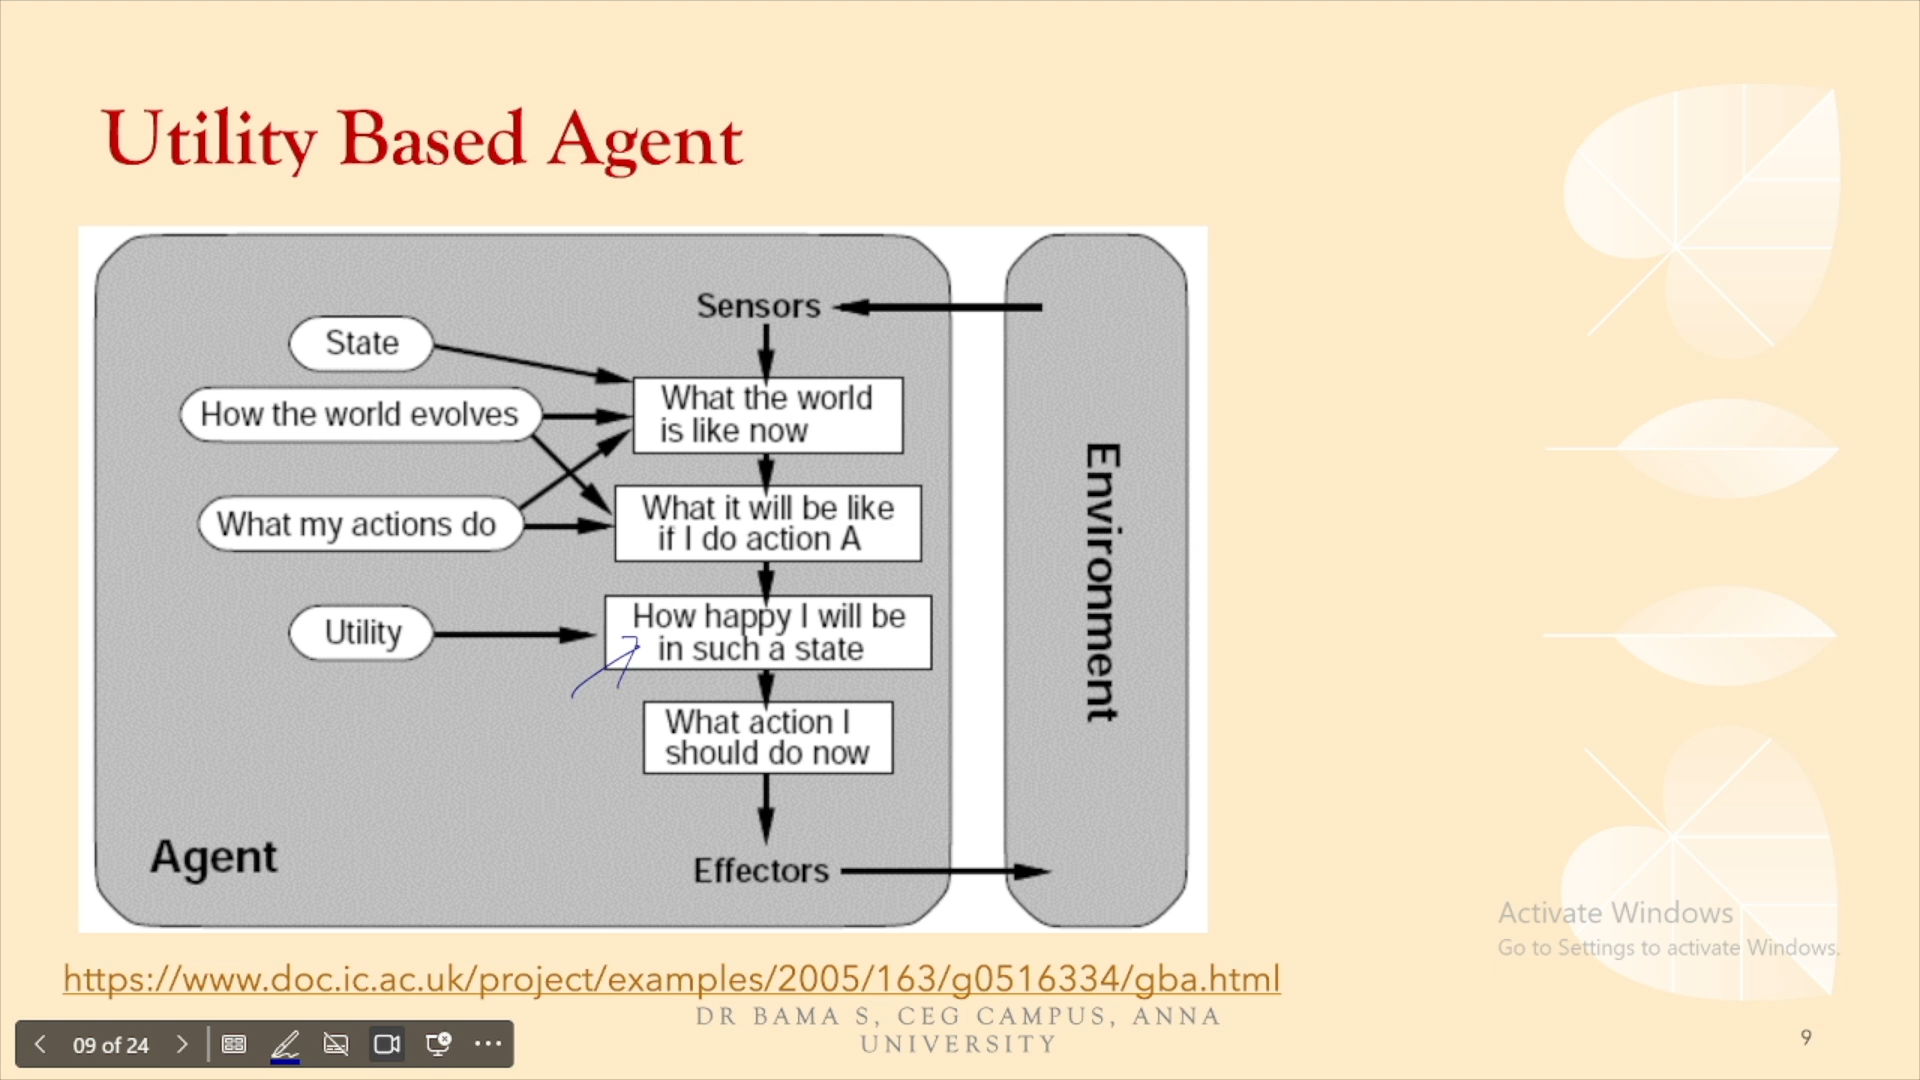 Utility Based Agent
Sensors
State
What the world
is like now
How the world evolves
What it will be like
if I do action A
What my actions do
How happy I will be
in such a state
Utility
What action I
should do now
Effectors
Agent
Environment
Activate Windows
Go to Settings to activate Windows.
https://www.doc.ic.ac.uk/project/examples/2005/163/g0516334/gba.html
DR BAMA S, CEG CAMPUS, ANNA
UNIVERSITY
9
09 of 24